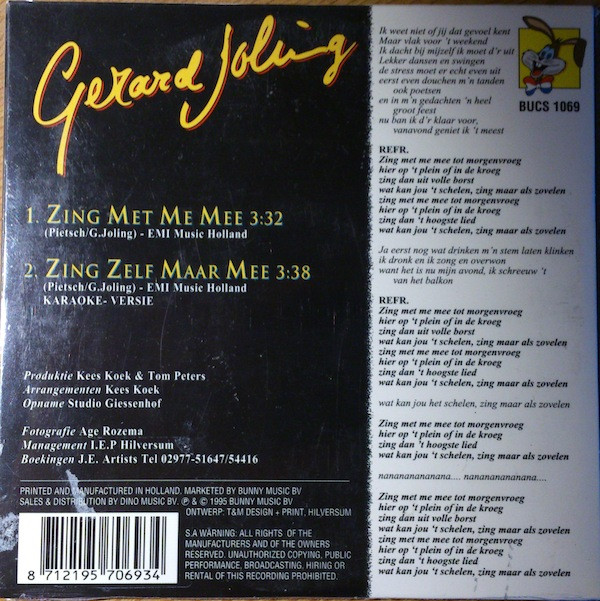 Gerard Joling
1. ZING MET ME MEE 3:32
(Pietsch/G.Joling) - EMI Music Holland
2. ZING ZELF MAAR MEE 3:38
(Pietsch/G.Joling) - EMI Music Holland
KARAOKE- VERSIE
Produktie Kees Koek & Tom Peters
Arrangementen Kees Koek
Opname Studio Giessenhof
Fotografie Age Rozema
Management I.E.P Hilversum
Boekingen J.E. Artists Tel 02977-51647/54416
PRINTED AND MANUFACTURED IN HOLLAND. MARKETED BY BUNNY MUSIC BV
SALES & DISTRIBUTION BY DINO MUSIC BV. ℗ & © 1995 BUNNY MUSIC BV
ONTWERP: T&M DESIGN + PRINT, HILVERSUM
S.A WARNING: ALL RIGHTS OF THE
MANUFACTURERS AND OF THE OWNERS
RESERVED. UNAUTHORIZED COPYING, PUBLIC
PERFORMANCE, BROADCASTING, HIRING OR
RENTAL OF THIS RECORDING PROHIBITED.
8 712195 706934
BUCS 1069
Ik weet niet of jij dat gevoel kent
Maar vlak voor 't weekend
Ik dacht bij mijzelf ik moet d'r uit
Lekker dansen en swingen
de stress moet er echt even uit
eerst even douchen m'n tanden
ook poetsen
en in m'n gedachten 'n heel
groot feest
nu ban ik d'r klaar voor,
vanavond geniet ik 't meest
REFR.
Zing met me mee tot morgenvroeg
hier op 't plein of in de kroeg
zing dan uit volle borst
wat kan jou 't schelen, zing maar als zovelen
zing met me mee tot morgenvroeg
hier op 't plein of in de kroeg
zing dan 't hoogste lied
wat kan jou 't schelen, zing maar als zovelen
Ja eerst nog wat drinken m'n stem laten klinken
ik dronk en ik zong en overwon
want het is nu mijn avond, ik schreeuw 't
van het balkon
REFR.
Zing met me mee tot morgenvroeg
hier op 't plein of in de kroeg
zing dan uit volle borst
wat kan jou 't schelen, zing maar als zovelen
zing met me mee tot morgenvroeg
hier op 't plein of in de kroeg
zing dan 't hoogste lied
wat kan jou 't schelen, zing maar als zovelen
wat kan jou het schelen, zing maar als zovelen
Zing met me mee tot morgenvroeg
hier op 't plein of in de kroeg
zing dan 't hoogste lied
wat kan jou 't schelen, zing maar als zovelen
nanananananana.... nanananananana....
Zing met me mee tot morgenvroeg
hier op 't plein of in de kroeg
zing dan uit volle borst
wat kan jou 't schelen, zing maar als zovelen
zing met me mee tot morgenvroeg
hier op 't plein of in de kroeg
zing dan 't hoogste lied
wat kan jou 't schelen, zing maar als zovelen